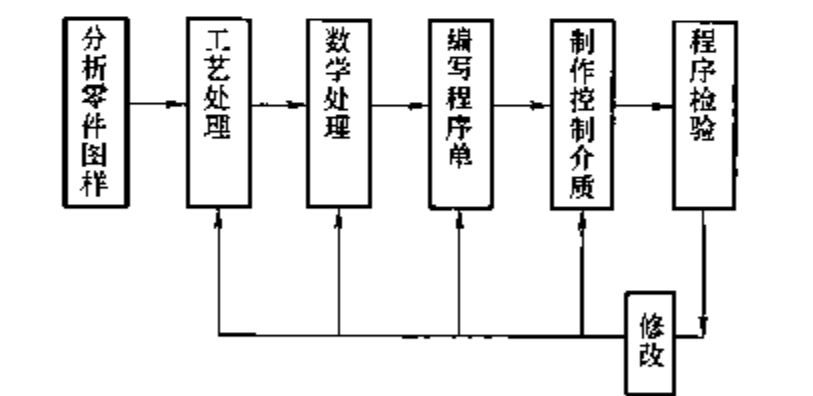 分析零件图样
工艺处理
数学处理
编写程序单
制作控制介质
程序检验
修改